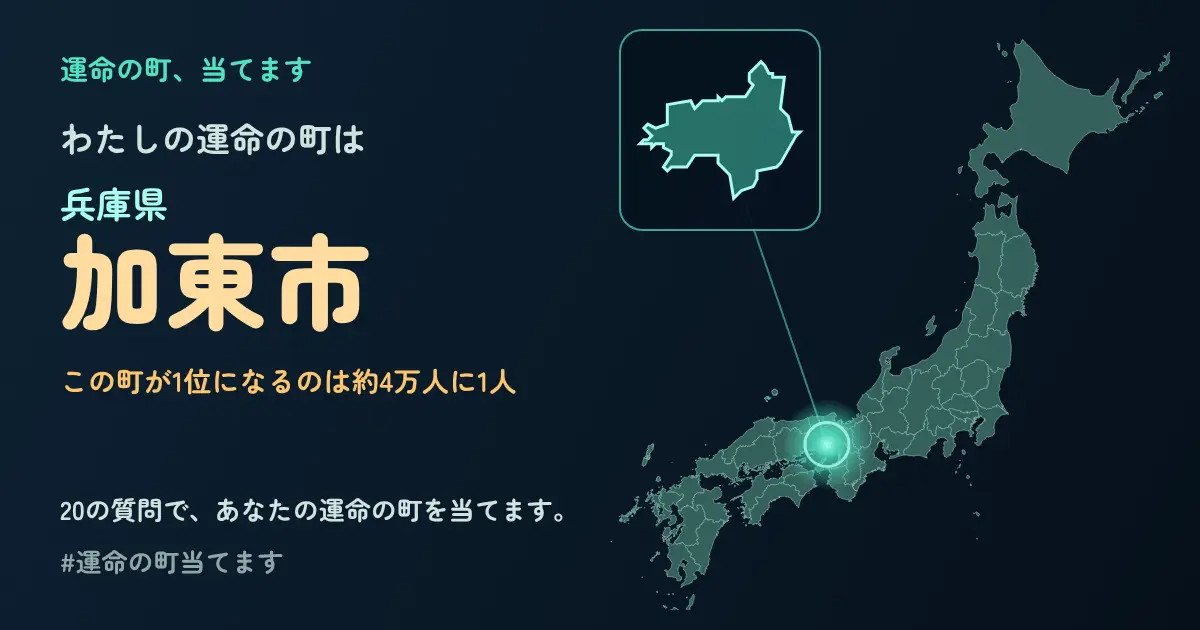 運命の町、当てます
わたしの運命の町は
兵庫県
加東市
この町が1位になるのは約4万人に1人
20の質問で、あなたの運命の町を当てます。
#運命の町当てます